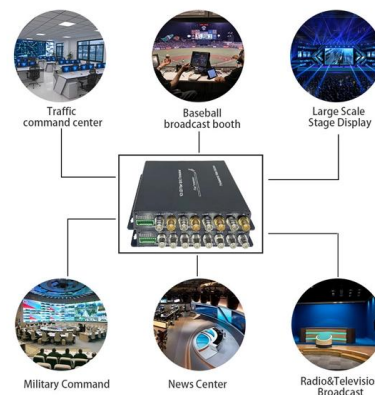 Traffic
command center
Baseball
broadcast booth
Large Scale
Stage Display
Military Command
News Center
Radio&Televisio
Broadcast